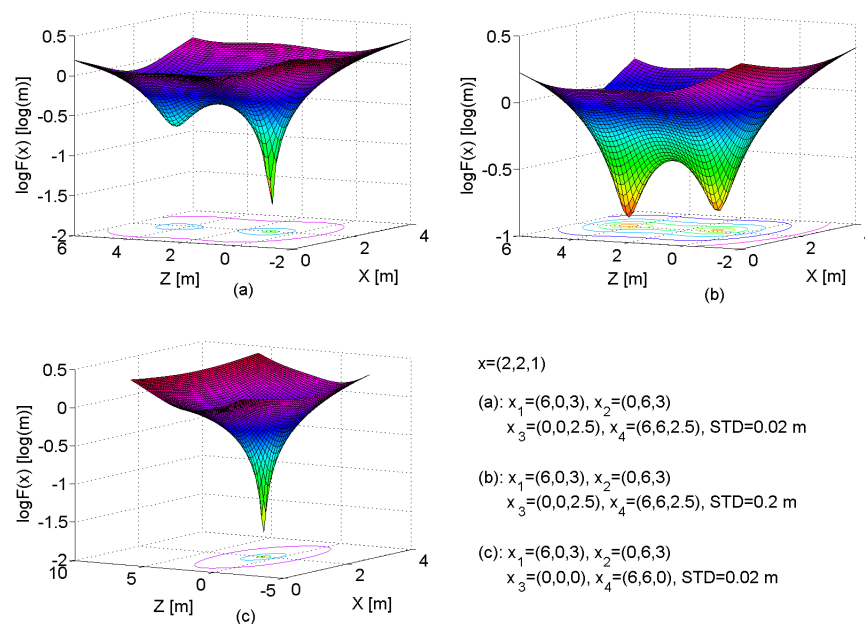 0.5
0
-0.5
-1
-1.5
-2
logF(x) [log(m)]
6
4
2
0
-2
Z [m]
0
2
4
X [m]
(a)
0.5
0
-0.5
-1
logF(x) [log(m)]
6
4
2
0
-2
Z [m]
0
2
4
X [m]
(b)
0.5
0
-0.5
-1
-1.5
-2
logF(x) [log(m)]
10
5
0
-5
Z [m]
0
2
4
X [m]
(c)
x=(2,2,1)
(a): x1=(6,0,3), x2=(0,6,3)
x3=(0,0,2.5), x4=(6,6,2.5), STD=0.02 m
(b): x1=(6,0,3), x2=(0,6,3)
x3=(0,0,2.5), x4=(6,6,2.5), STD=0.2 m
(c): x1=(6,0,3), x2=(0,6,3)
x3=(0,0,0), x4=(6,6,0), STD=0.02 m